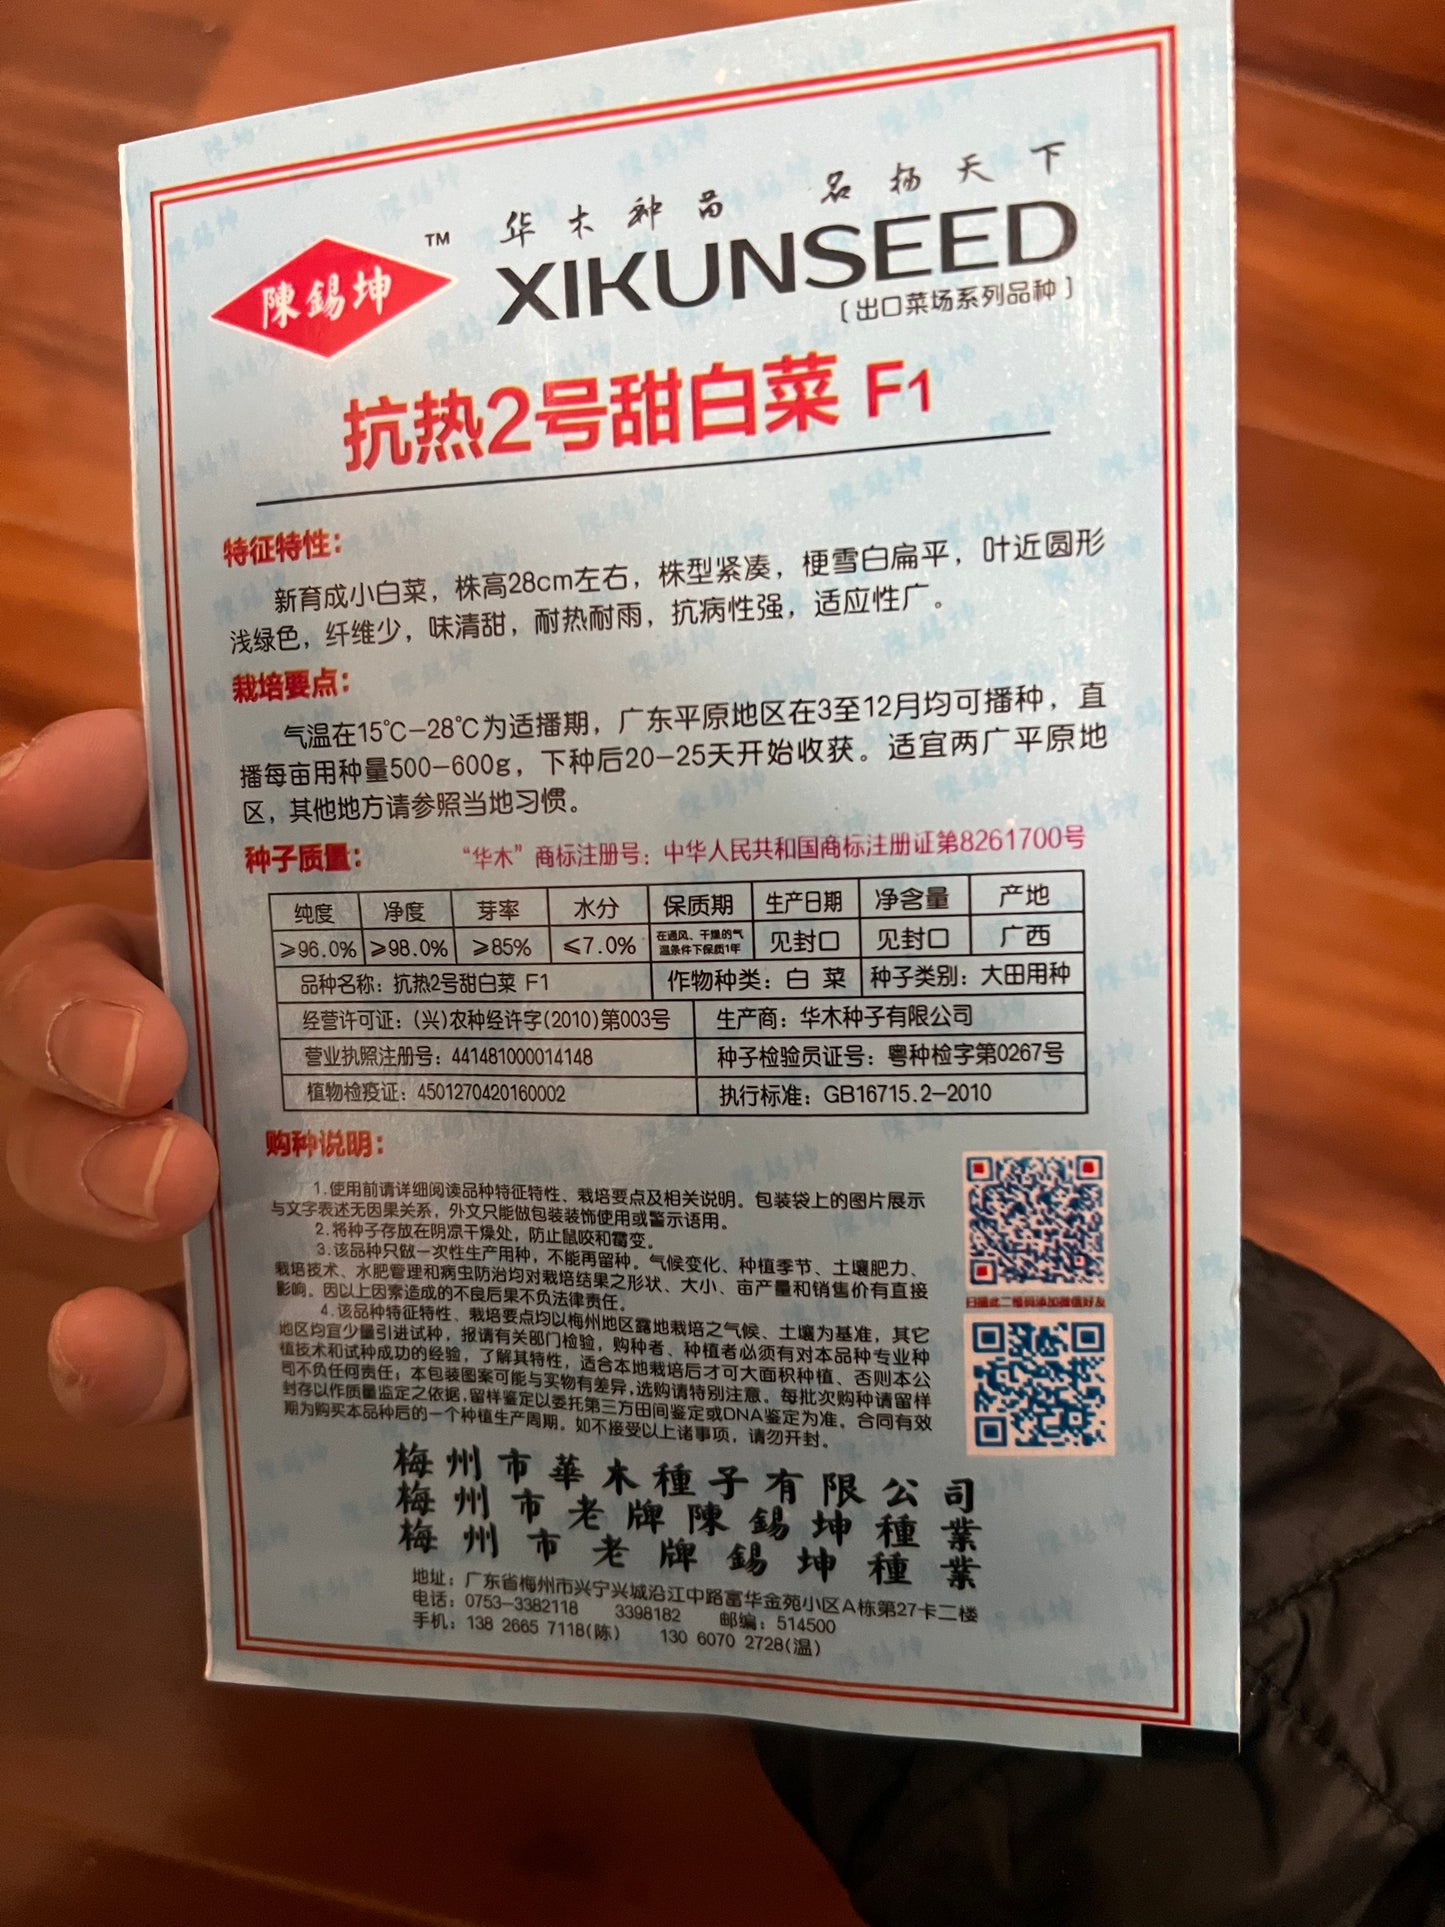 华木种苗 名扬天下
陳錫坤
TM
XIKUNSEED
〔出口菜场系列品种〕
抗热2号甜白菜 F1
特征特性：
新育成小白菜，株高28cm左右，株型紧凑，梗雪白扁平，叶近圆形
浅绿色，纤维少，味清甜，耐热耐雨，抗病性强，适应性广。
栽培要点：
气温在15℃-28℃为适播期，广东平原地区在3至12月均可播种，直
播每亩用种量500-600g，下种后20-25天开始收获。适宜两广平原地
区，其他地方请参照当地习惯。
种子质量：
“华木”商标注册号：中华人民共和国商标注册证第8261700号
纯度 净度 芽率 水分 保质期 生产日期 净含量 产地
≥96.0% ≥98.0% ≥85% ≤7.0% 在通风、干燥的气温条件下保质1年 见封口 见封口 广西
品种名称：抗热2号甜白菜 F1 作物种类：白 菜 种子类别：大田用种
经营许可证：(兴)农种经许字(2010)第003号 生产商：华木种子有限公司
营业执照注册号：441481000014148 种子检验员证号：粤种检字第0267号
植物检疫证：4501270420160002 执行标准：GB16715.2-2010
购种说明：
1.使用前请详细阅读品种特征特性、栽培要点及相关说明。包装袋上的图片展示
与文字表述无因果关系，外文只能做包装装饰使用或警示语用。
2.将种子存放在阴凉干燥处，防止鼠咬和霉变。
3.该品种只做一次性生产用种，不能再留种。气候变化、种植季节、土壤肥力、
栽培技术、水肥管理和病虫防治均对栽培结果之形状、大小、亩产量和销售价有直接
影响。因以上因素造成的不良后果不负法律责任。
4.该品种特征特性、栽培要点均以梅州地区露地栽培之气候、土壤为基准，其它
地区均宜少量引进试种，报请有关部门检验，购种者、种植者必须有对本品种专业种
植技术和试种成功的经验，了解其特性，适合本地栽培后才可大面积种植、否则本公
司不负任何责任；本包装图案可能与实物有差异，选购请特别注意。每批次购种请留样
封存以作质量监定之依据，留样鉴定以委托第三方田间鉴定或DNA鉴定为准。合同有效
期为购买本品种后的一个种植生产周期。如不接受以上诸事项，请勿开封。
扫描此二维码添加微信好友
梅州市華木種子有限公司
梅州市老牌陳錫坤種業
梅州市老牌錫坤種業
地址：广东省梅州市兴宁兴城沿江中路富华金苑小区A栋第27卡二楼
电话：0753-3382118 3398182 邮编：514500
手机：138 2665 7118(陈) 130 6070 2728(温)